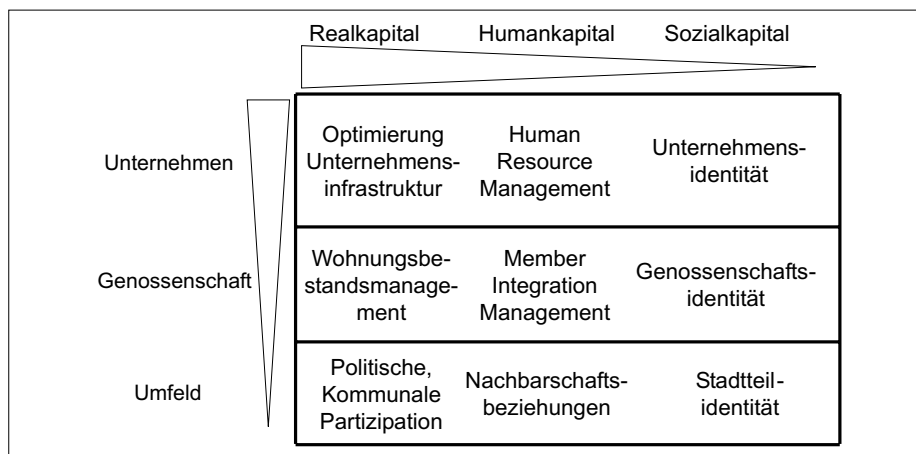 Realkapital Humankapital Sozialkapital
Unternehmen
Optimierung
Unternehmens-
infrastruktur
Human
Resource
Management
Unternehmens-
identität
Genossenschaft
Wohnungsbe-
standsmanage-
ment
Member
Integration
Management
Genossenschafts-
identität
Umfeld
Politische,
Kommunale
Partizipation
Nachbarschafts-
beziehungen
Stadtteil-
identität